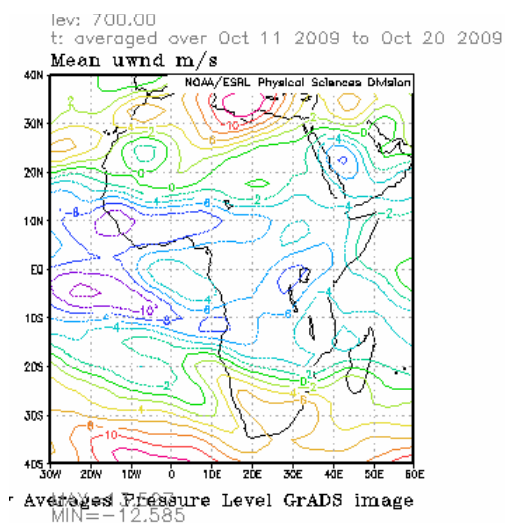 lev: 700.00
t: averaged over Oct 11 2009 to Oct 20 2009
Mean uwnd m/s
NOAA/ESRL Physical Sciences Division
40N
30N
20N
10N
EQ
10S
20S
30S
40S
30W 20W 10W 0 10E 20E 30E 40E 50E 60E
r Averages Pressure Level GrADS image
MIN=-12.585